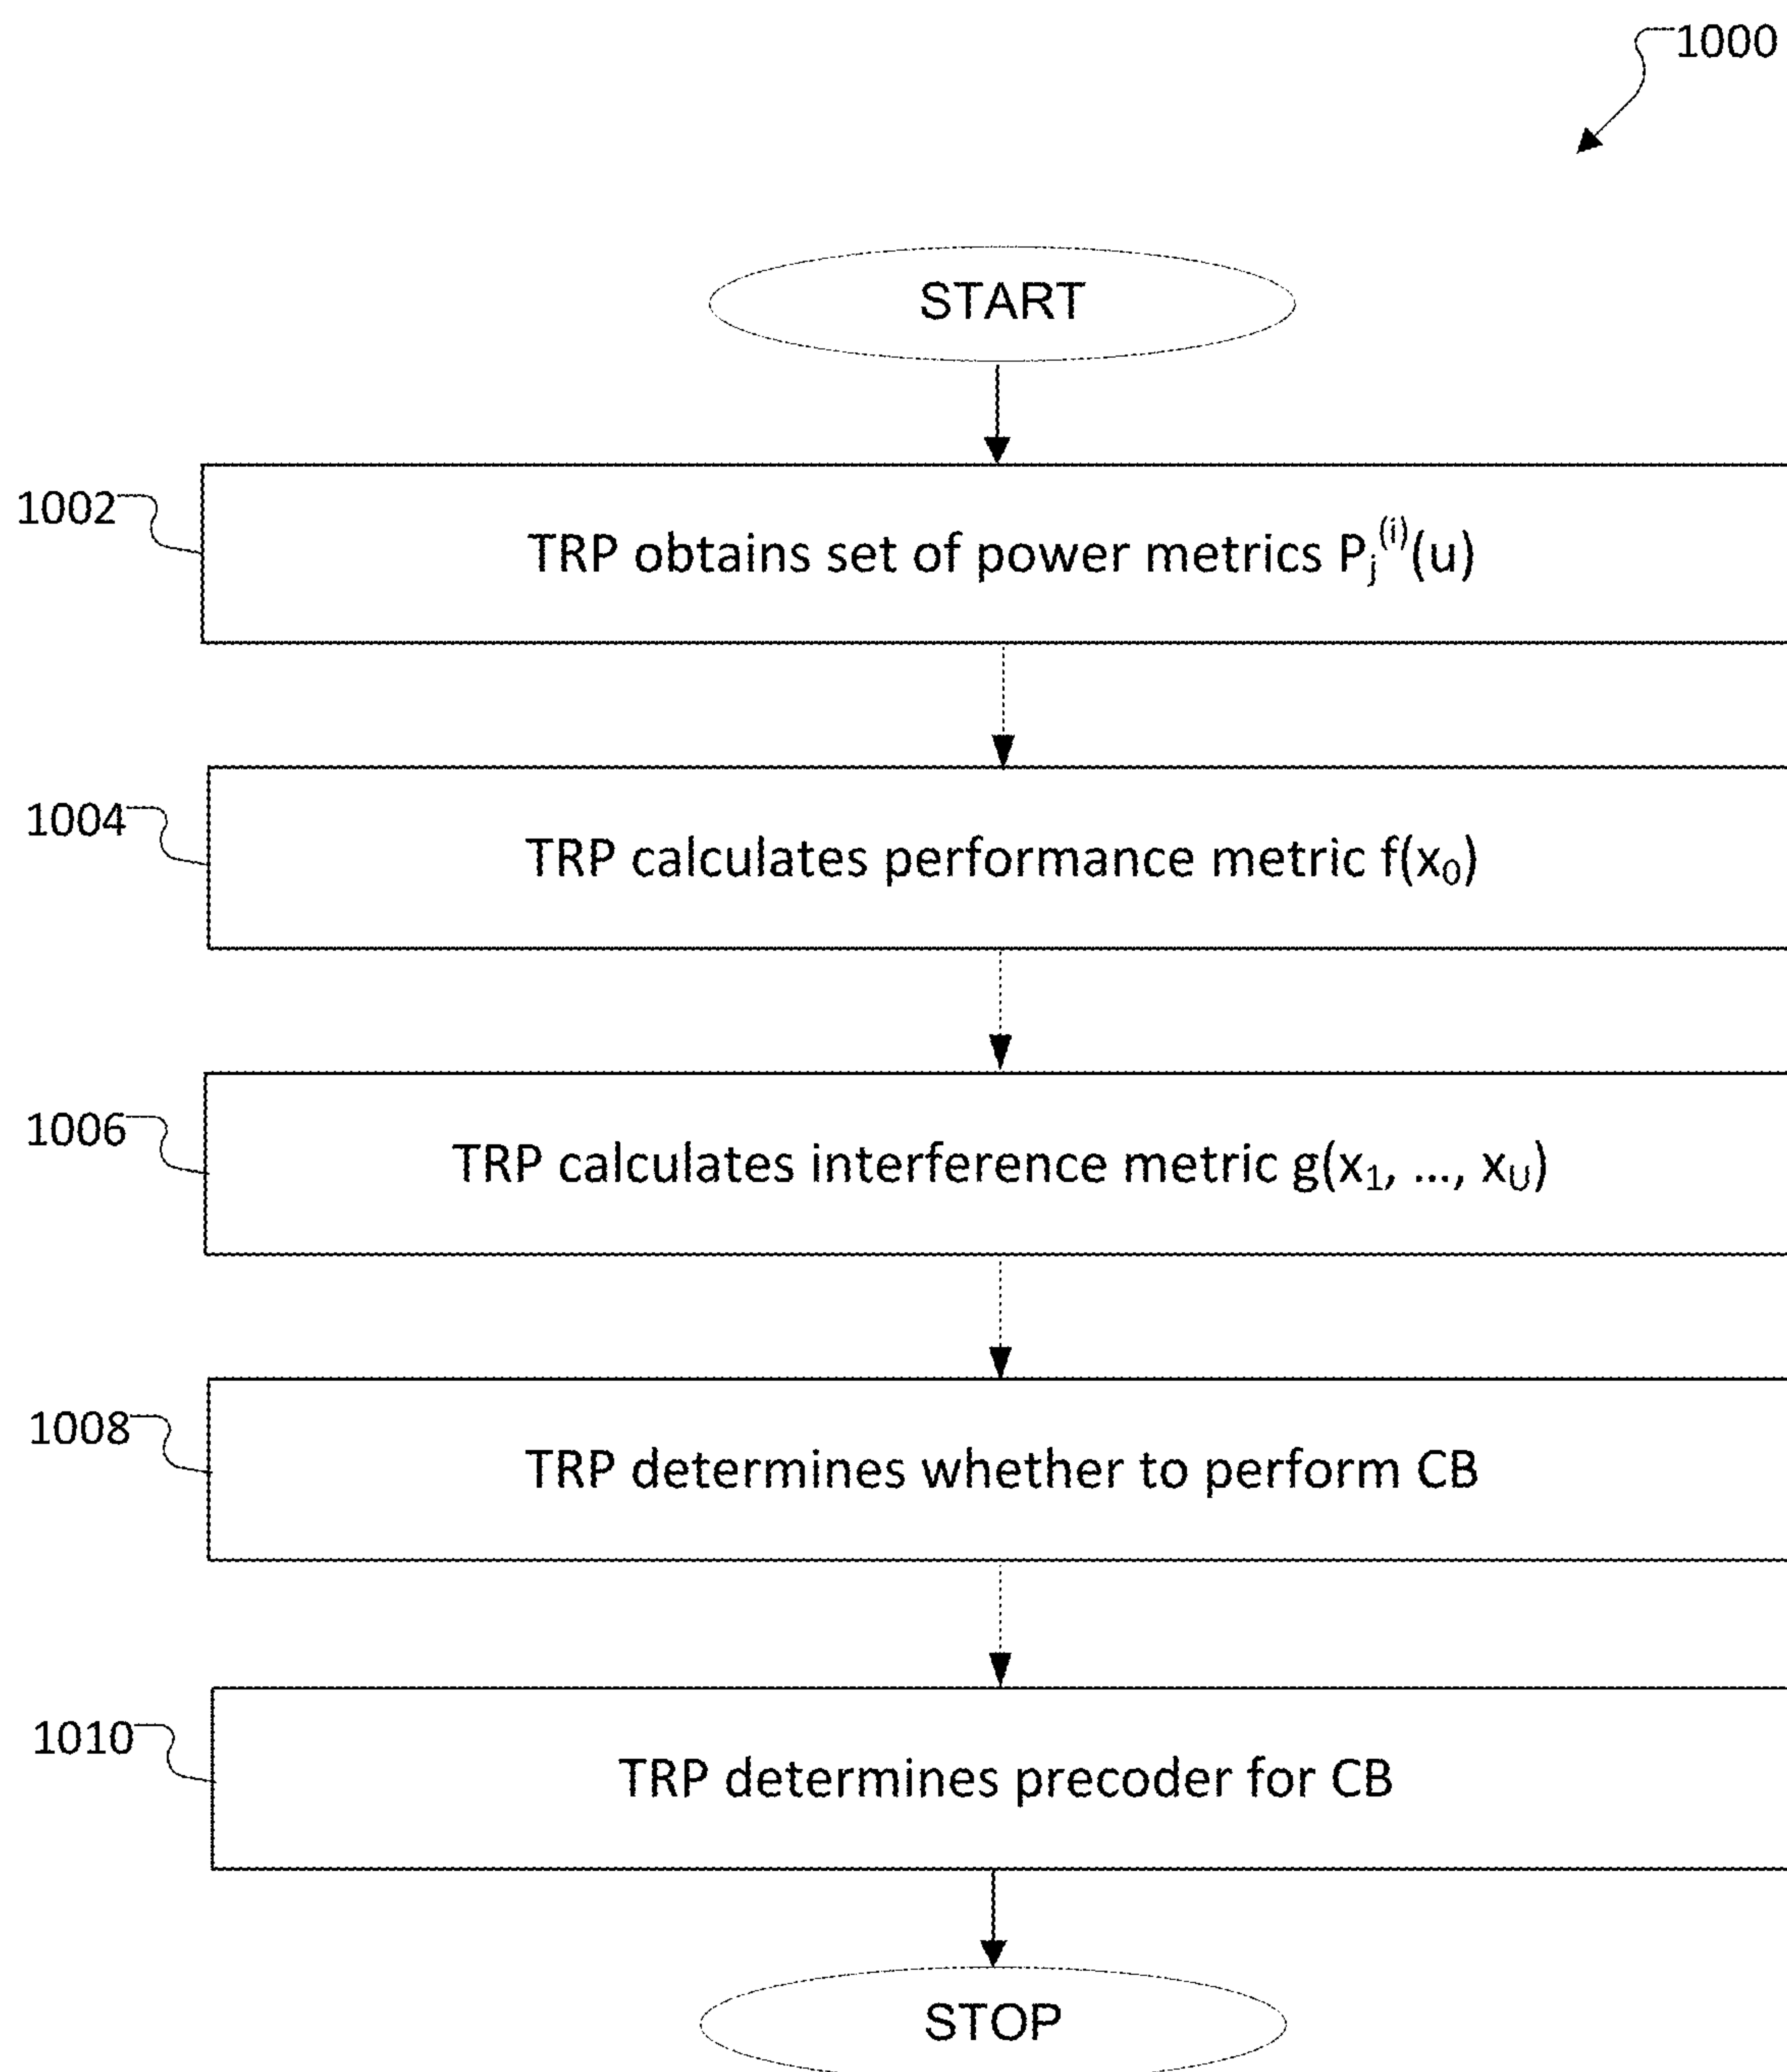 1000
START
1002
TRP obtains set of power metrics Pⱼ⁽ⁱ⁾(u)
1004
TRP calculates performance metric f(x₀)
1006
TRP calculates interference metric g(x₁, ..., x_U)
1008
TRP determines whether to perform CB
1010
TRP determines precoder for CB
STOP